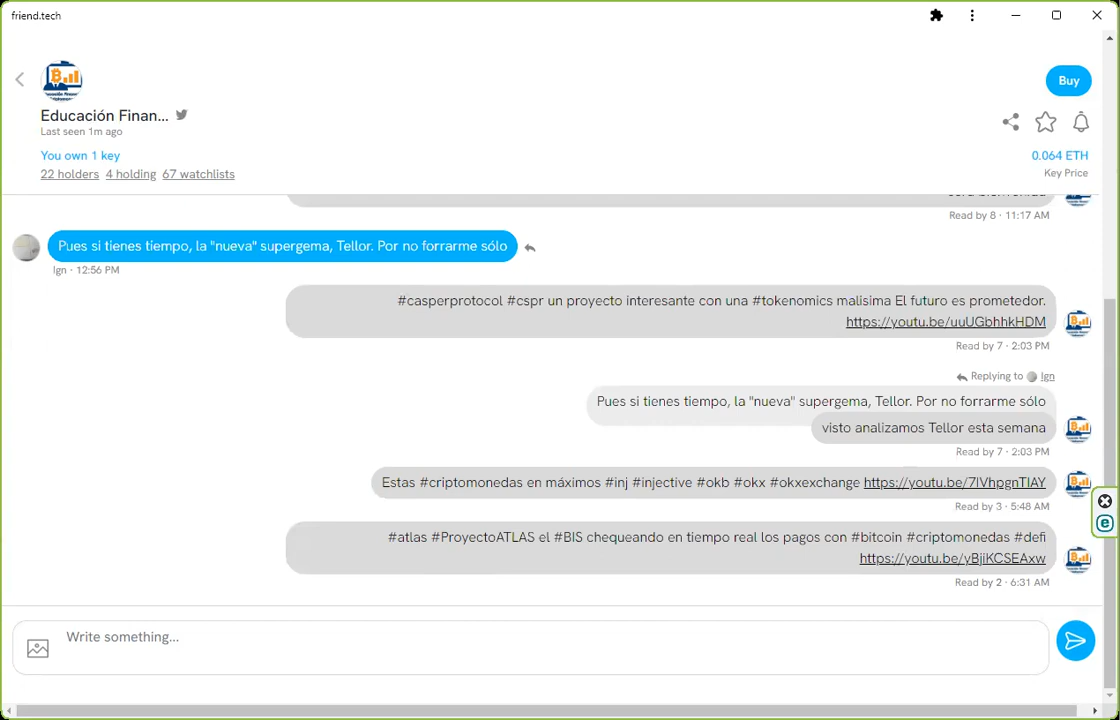 friend.tech
Buy
Educación Finan...
Last seen 1m ago
You own 1 key
0.064 ETH
22 holders 4 holding 67 watchlists
Key Price
Read by 8 · 11:17 AM
Pues si tienes tiempo, la "nueva" supergema, Tellor. Por no forrarme sólo
Ign · 12:56 PM
#casperprotocol #cspr un proyecto interesante con una #tokenomics malisima El futuro es prometedor.
https://youtu.be/uuUGbhhkHDM
Read by 7 · 2:03 PM
Replying to Ign
Pues si tienes tiempo, la "nueva" supergema, Tellor. Por no forrarme sólo
visto analizamos Tellor esta semana
Read by 7 · 2:03 PM
Estas #criptomonedas en máximos #inj #injective #okb #okx #okxexchange https://youtu.be/7IVhpgnTIAY
Read by 3 · 5:48 AM
#atlas #ProyectoATLAS el #BIS chequeando en tiempo real los pagos con #bitcoin #criptomonedas #defi
https://youtu.be/yBjiKCSEAxw
Read by 2 · 6:31 AM
Write something...